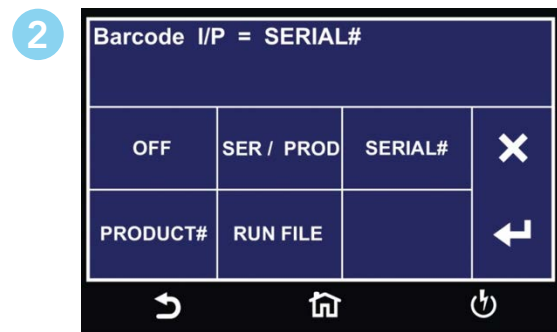 2
Barcode I/P = SERIAL#
OFF SER / PROD SERIAL#
PRODUCT# RUN FILE